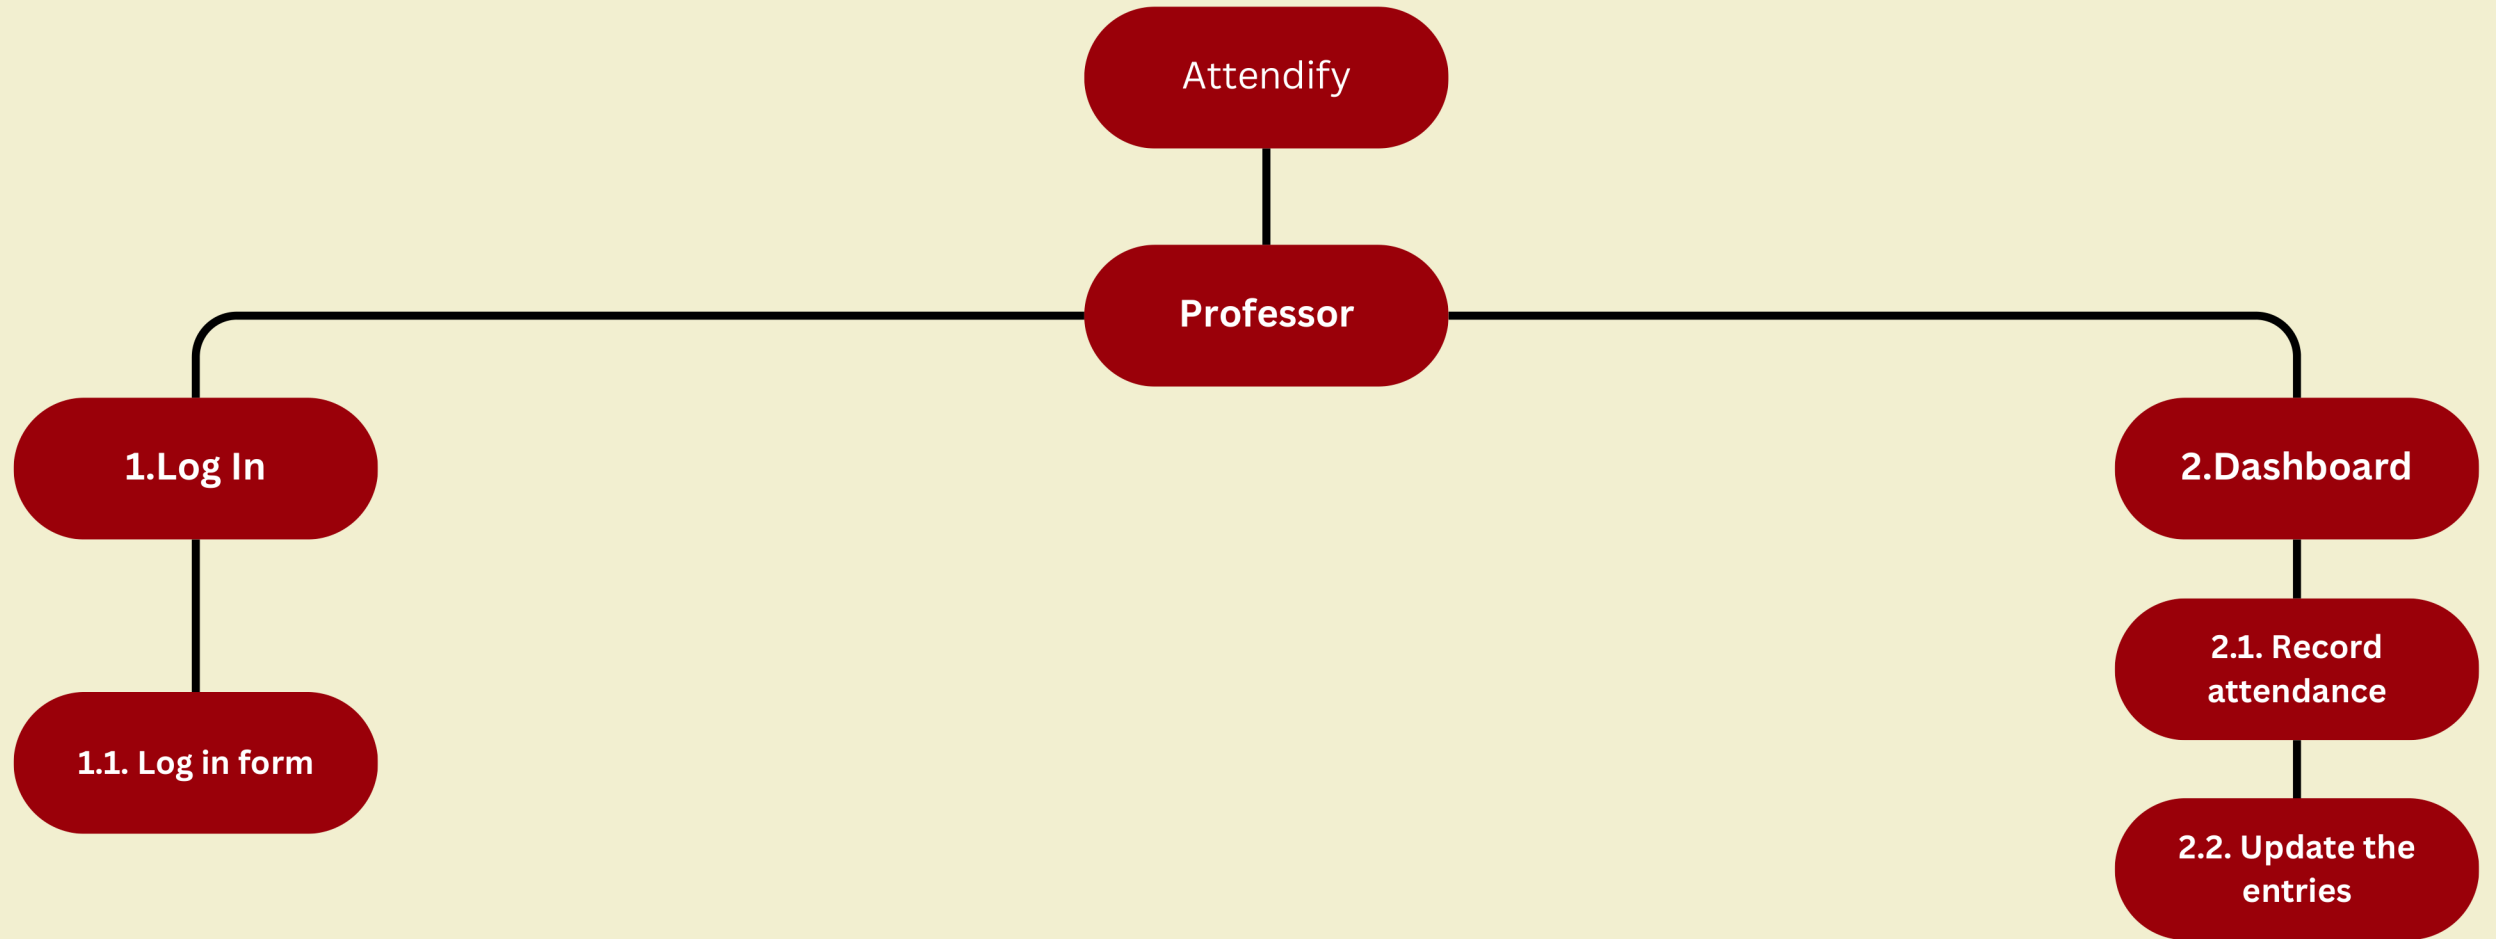 Attendify
Professor
1.Log In
2.Dashboard
2.1. Record
attendance
1.1. Log in form
2.2. Update the
entries